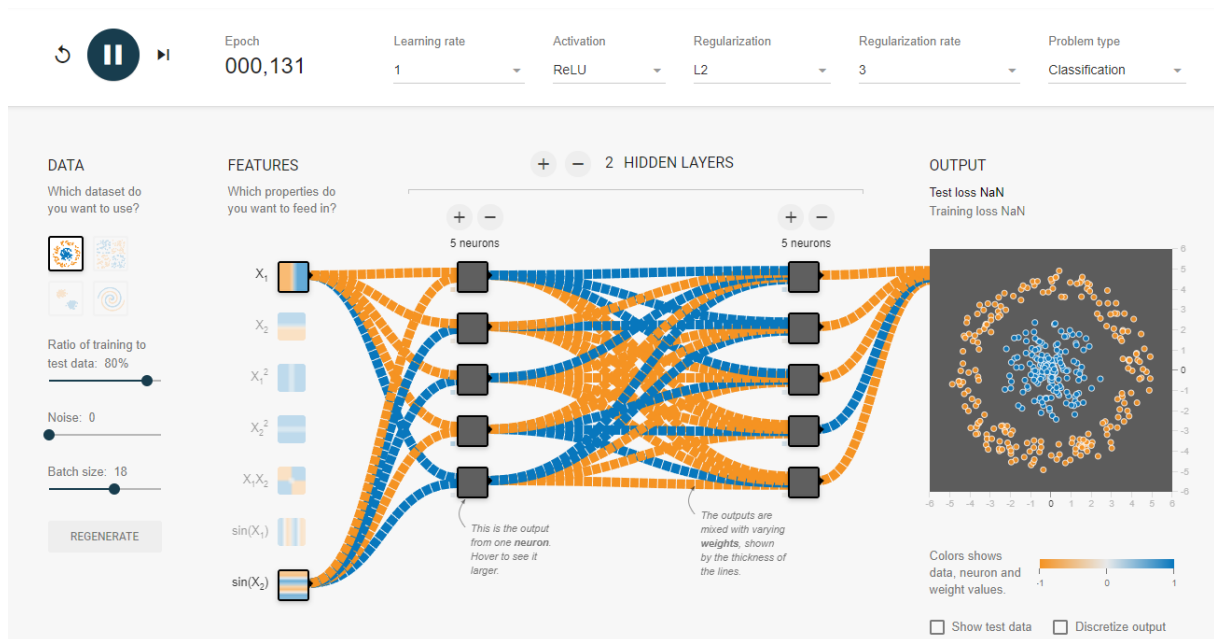 Epoch
000,131
Learning rate
1
Activation
ReLU
Regularization
L2
Regularization rate
3
Problem type
Classification
DATA
Which dataset do
you want to use?
Ratio of training to
test data: 80%
Noise: 0
Batch size: 18
REGENERATE
FEATURES
Which properties do
you want to feed in?
X₁
X₂
X₁²
X₂²
X₁X₂
sin(X₁)
sin(X₂)
+ − 2 HIDDEN LAYERS
+ −
5 neurons
+ −
5 neurons
This is the output
from one neuron.
Hover to see it
larger.
The outputs are
mixed with varying
weights, shown
by the thickness of
the lines.
OUTPUT
Test loss NaN
Training loss NaN
6
5
4
3
2
1
0
-1
-2
-3
-4
-5
-6
-6 -5 -4 -3 -2 -1 0 1 2 3 4 5 6
Colors shows
data, neuron and
weight values.
-1 0 1
Show test data
Discretize output